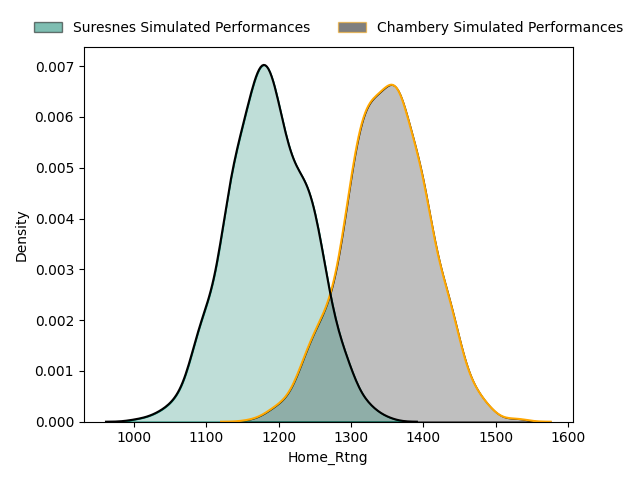 Suresnes Simulated Performances Chambery Simulated Performances
0.007
0.006
0.005
0.004
0.003
0.002
0.001
0.000
Density
1000 1100 1200 1300 1400 1500 1600
Home_Rtng